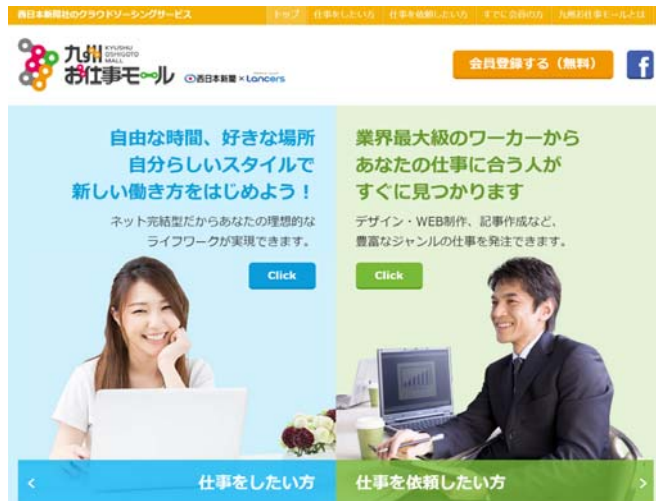 西日本新聞社のクラウドソーシングサービス
トップ 仕事をしたい方 仕事を依頼したい方 すでに会員の方 九州お仕事モールとは
九州 KYUSHU OSHIGOTO MALL
お仕事モール 西日本新聞×Lancers
会員登録する（無料）
f
自由な時間、好きな場所
自分らしいスタイルで
新しい働き方をはじめよう！
ネット完結型だからあなたの理想的な
ライフワークが実現できます。
Click
業界最大級のワーカーから
あなたの仕事に合う人が
すぐに見つかります
デザイン・WEB制作、記事作成など、
豊富なジャンルの仕事を発注できます。
Click
仕事をしたい方
仕事を依頼したい方